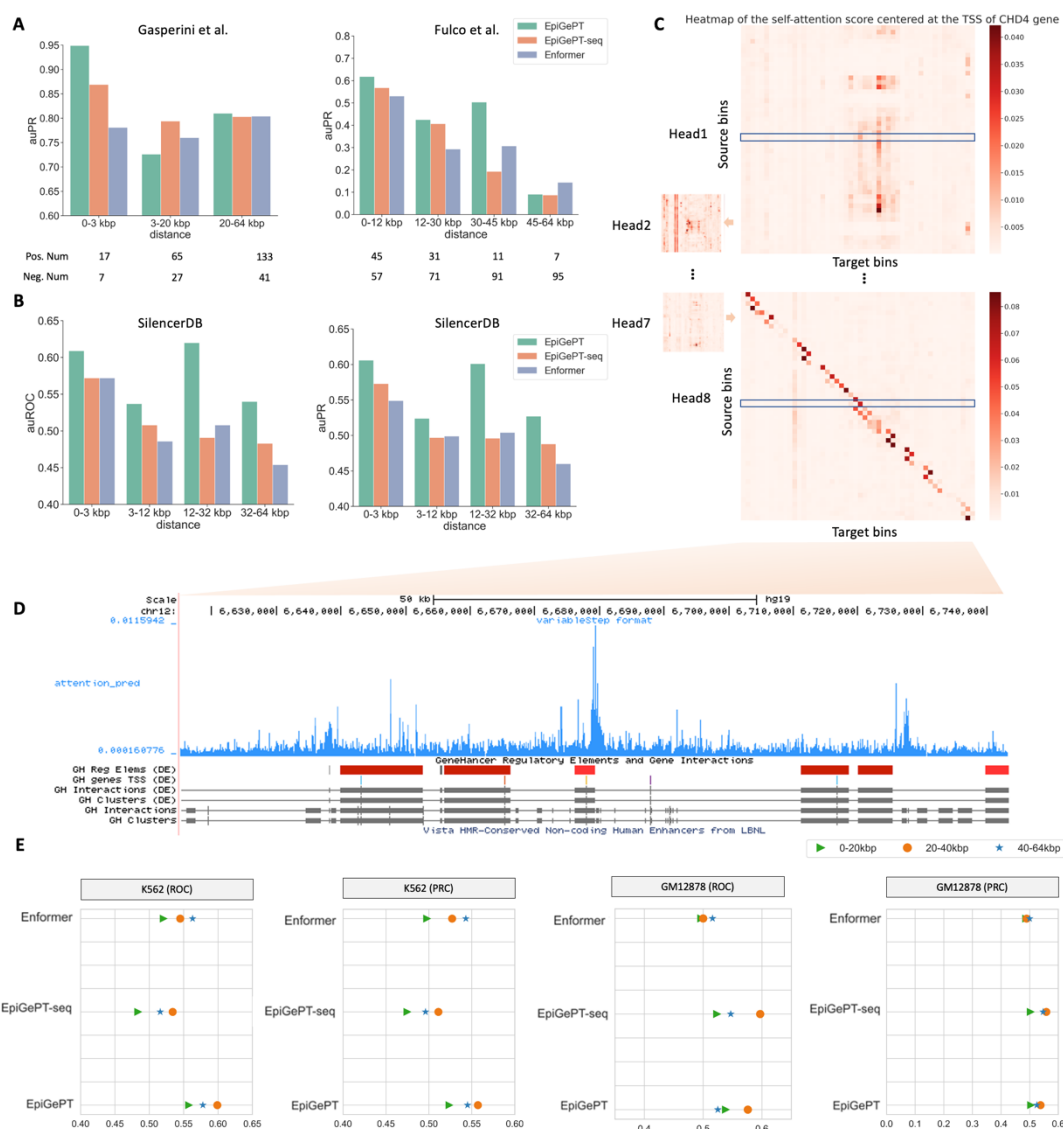 A
Gasperini et al.
Fulco et al.
EpiGePT
EpiGePT-seq
Enformer
auPR
0.95
0.90
0.85
0.80
0.75
0.70
0.65
0.60
0-3 kbp 3-20 kbp 20-64 kbp
distance
auPR
0.8
0.7
0.6
0.5
0.4
0.3
0.2
0.1
0.0
0-12 kbp 12-30 kbp 30-45 kbp 45-64 kbp
distance
Pos. Num 17 65 133 45 31 11 7
Neg. Num 7 27 41 57 71 91 95
B
SilencerDB
SilencerDB
EpiGePT
EpiGePT-seq
Enformer
auROC
0.65
0.60
0.55
0.50
0.45
0.40
0-3 kbp 3-12 kbp 12-32 kbp 32-64 kbp
distance
auPR
0.65
0.60
0.55
0.50
0.45
0.40
0-3 kbp 3-12 kbp 12-32 kbp 32-64 kbp
distance
C
Heatmap of the self-attention score centered at the TSS of CHD4 gene
Head1
Source bins
0.040
0.035
0.030
0.025
0.020
0.015
0.010
0.005
Target bins
Head2
...
...
Head7
Head8
Source bins
0.08
0.07
0.06
0.05
0.04
0.03
0.02
0.01
Target bins
D
Scale 50 kb hg19
chr12: 6,630,000 6,640,000 6,650,000 6,660,000 6,670,000 6,680,000 6,690,000 6,700,000 6,710,000 6,720,000 6,730,000 6,740,000
0.0115942 _ variableStep format
attention_pred
0.000160776 _
GeneHancer Regulatory Elements and Gene Interactions
GH Reg Elems (DE)
GH genes TSS (DE)
GH Interactions (DE)
GH Clusters (DE)
GH Interactions
GH Clusters
Vista HMR-Conserved Non-coding Human Enhancers from LBNL
E
0-20kbp 20-40kbp 40-64kbp
K562 (ROC)
Enformer
EpiGePT-seq
EpiGePT
0.40 0.45 0.50 0.55 0.60 0.65
K562 (PRC)
Enformer
EpiGePT-seq
EpiGePT
0.40 0.45 0.50 0.55 0.60
GM12878 (ROC)
Enformer
EpiGePT-seq
EpiGePT
0.4 0.5 0.6
GM12878 (PRC)
Enformer
EpiGePT-seq
EpiGePT
0.0 0.1 0.2 0.3 0.4 0.5 0.6